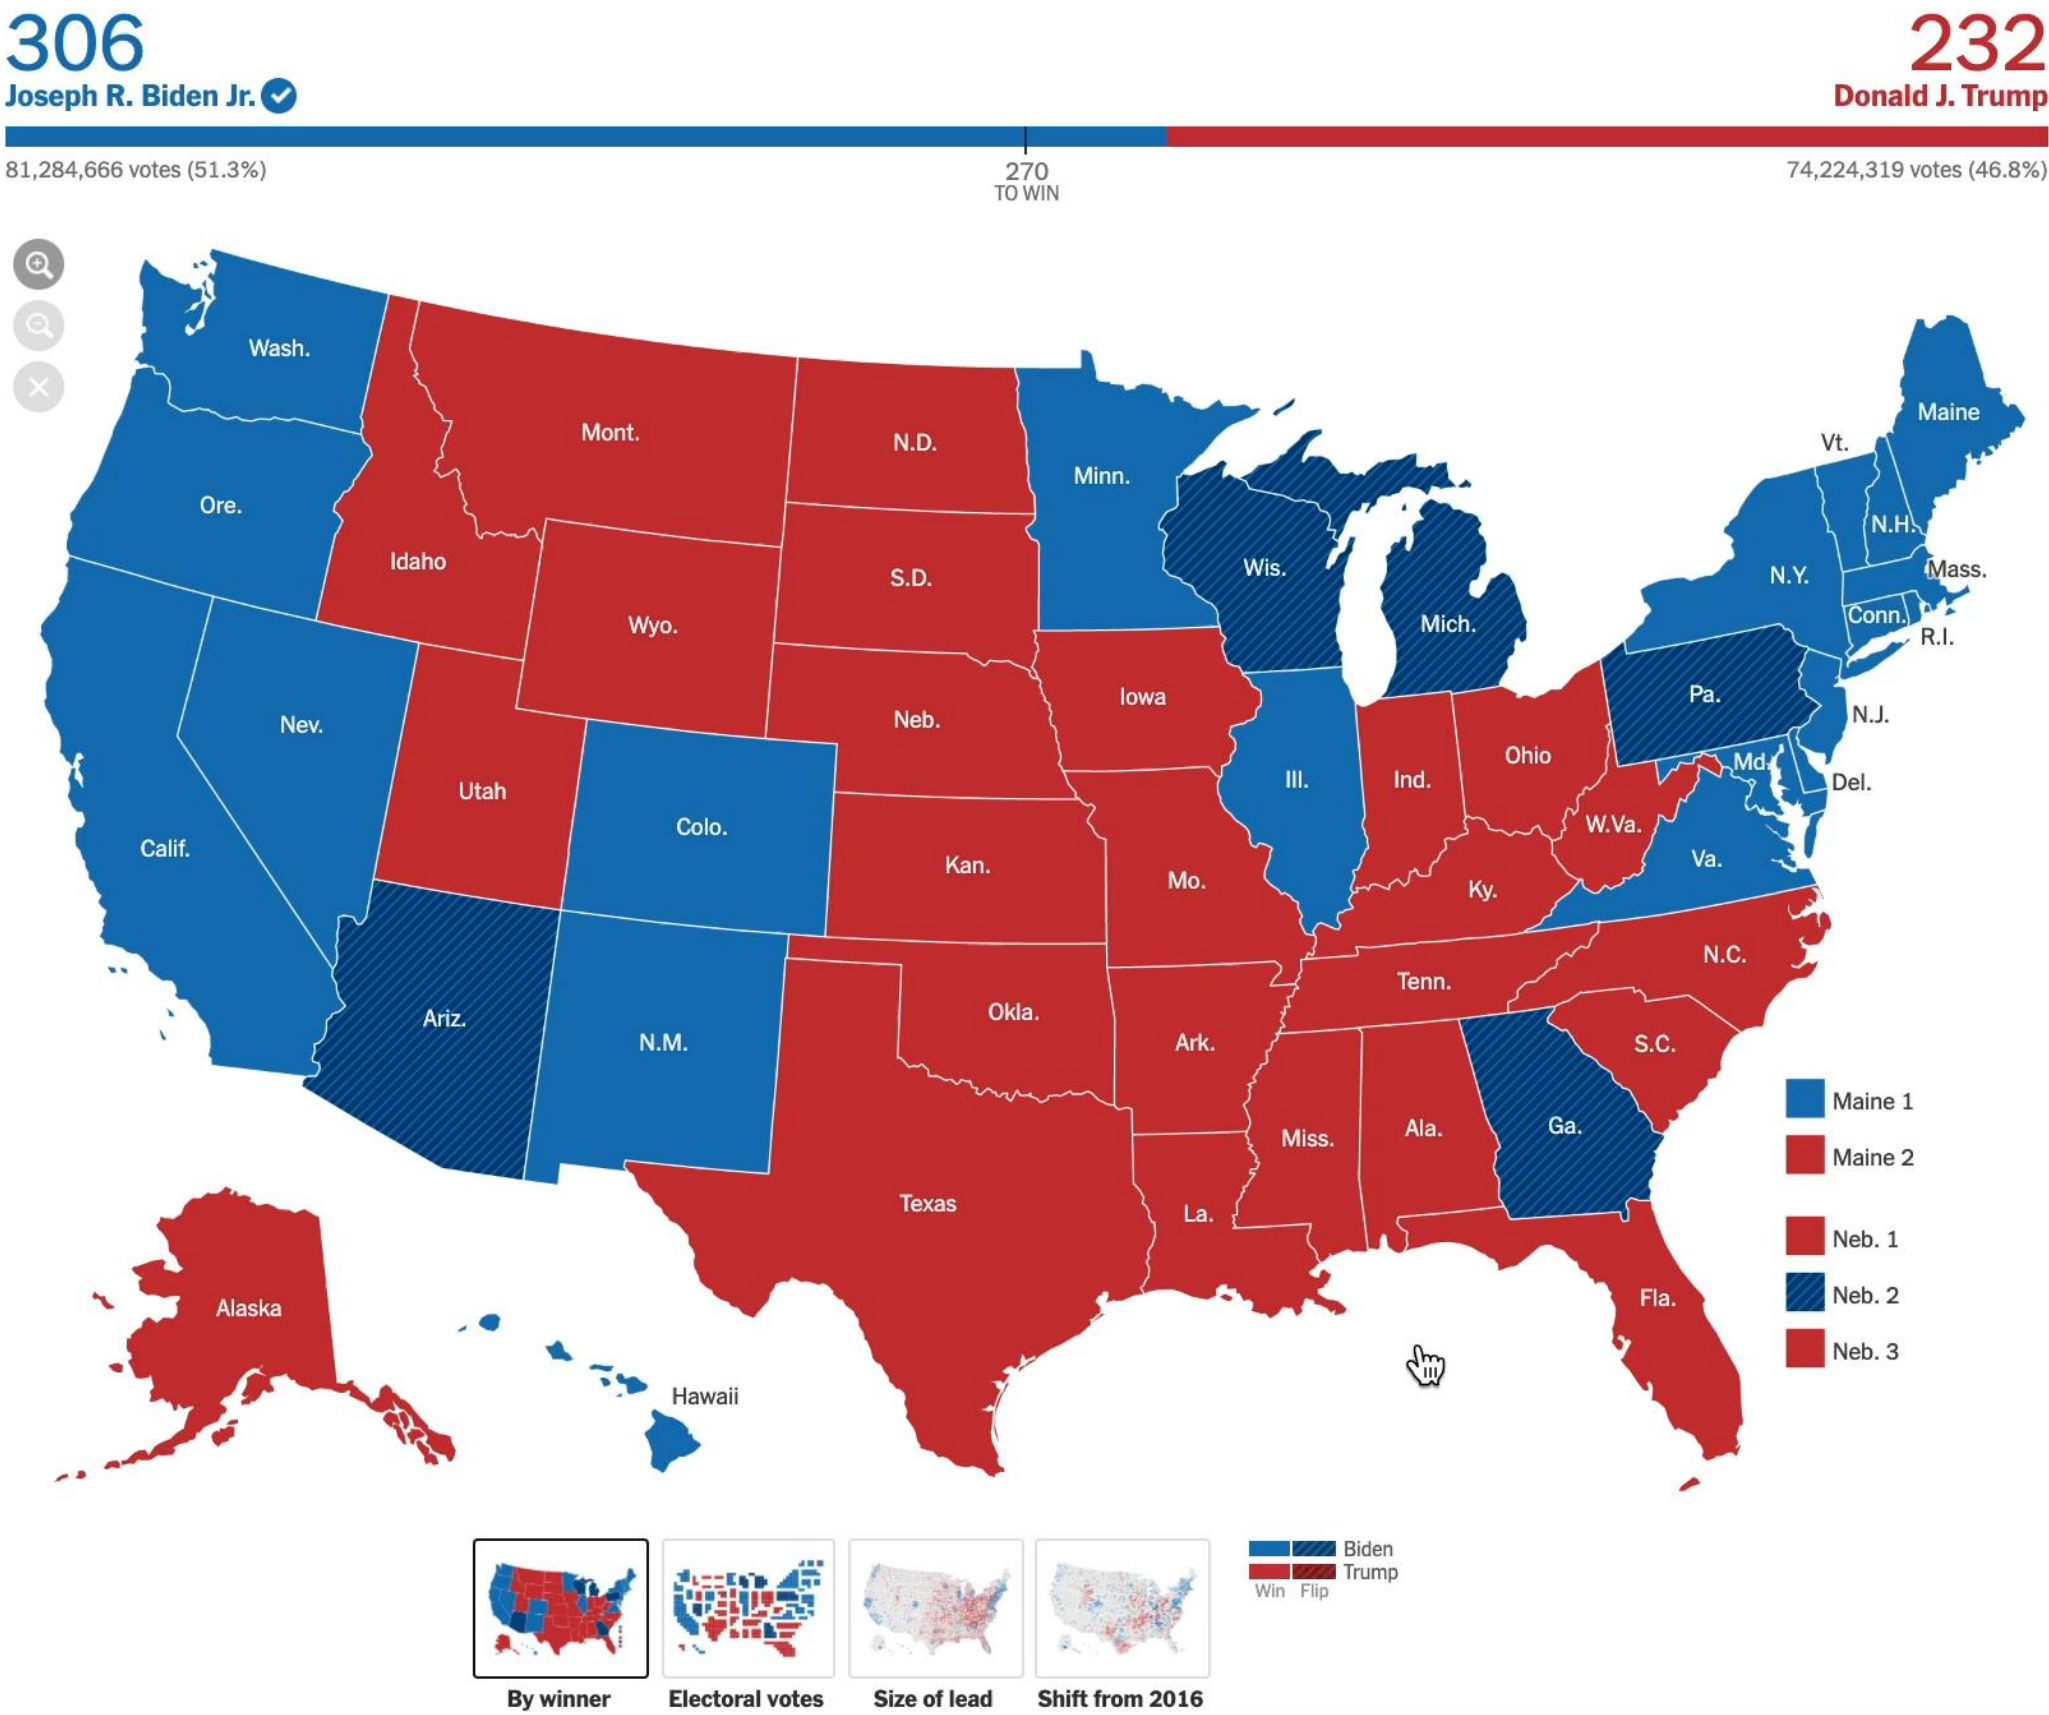 306
232
Joseph R. Biden Jr.
Donald J. Trump
81,284,666 votes (51.3%)
270
TO WIN
74,224,319 votes (46.8%)
Wash.
Mont.
N.D.
Minn.
Maine
Vt.
Ore.
Idaho
S.D.
Wis.
Mich.
N.Y.
N.H.
Mass.
Conn.
R.I.
Wyo.
Iowa
Neb.
Pa.
N.J.
Nev.
Utah
Colo.
Ill.
Ind.
Ohio
Md.
Del.
W.Va.
Va.
Calif.
Kan.
Mo.
Ky.
N.C.
Tenn.
Ariz.
N.M.
Okla.
Ark.
S.C.
Miss.
Ala.
Ga.
Texas
La.
Fla.
Alaska
Hawaii
Maine 1
Maine 2
Neb. 1
Neb. 2
Neb. 3
Biden
Trump
Win Flip
By winner
Electoral votes
Size of lead
Shift from 2016